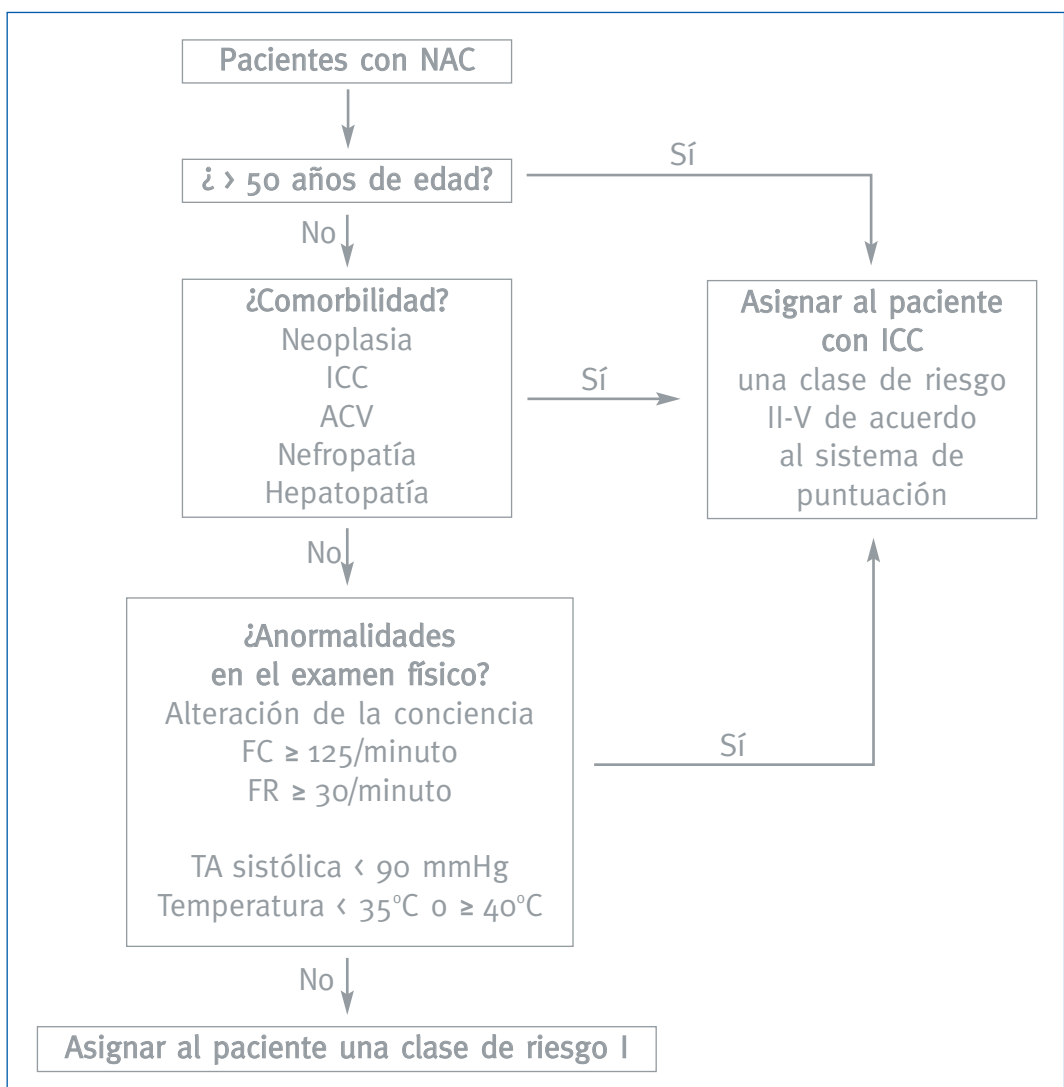 Pacientes con NAC
¿ > 50 años de edad?
Sí
No
¿Comorbilidad?
Neoplasia
ICC
ACV
Nefropatía
Hepatopatía
Sí
Asignar al paciente
con ICC
una clase de riesgo
II-V de acuerdo
al sistema de
puntuación
No
¿Anormalidades
en el examen físico?
Alteración de la conciencia
FC ≥ 125/minuto
FR ≥ 30/minuto
TA sistólica < 90 mmHg
Temperatura < 35°C o ≥ 40°C
Sí
No
Asignar al paciente una clase de riesgo I